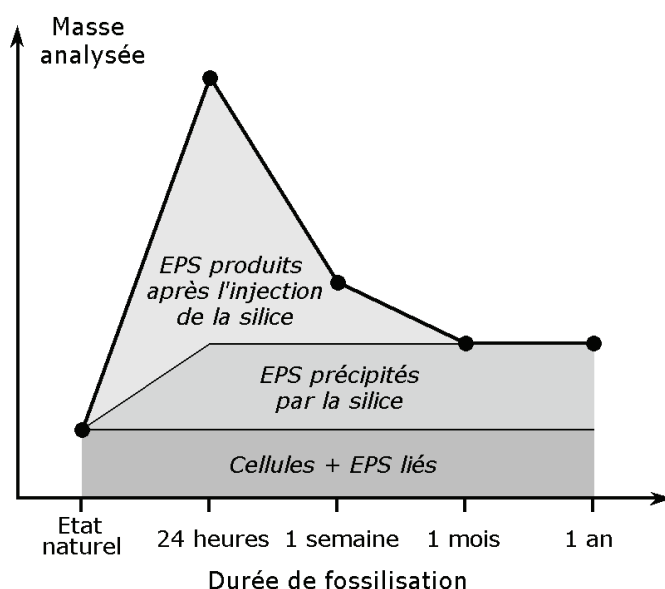 Masse
analysée
EPS produits
après l'injection
de la silice
EPS précipités
par la silice
Cellules + EPS liés
Etat
naturel
24 heures
1 semaine
1 mois
1 an
Durée de fossilisation